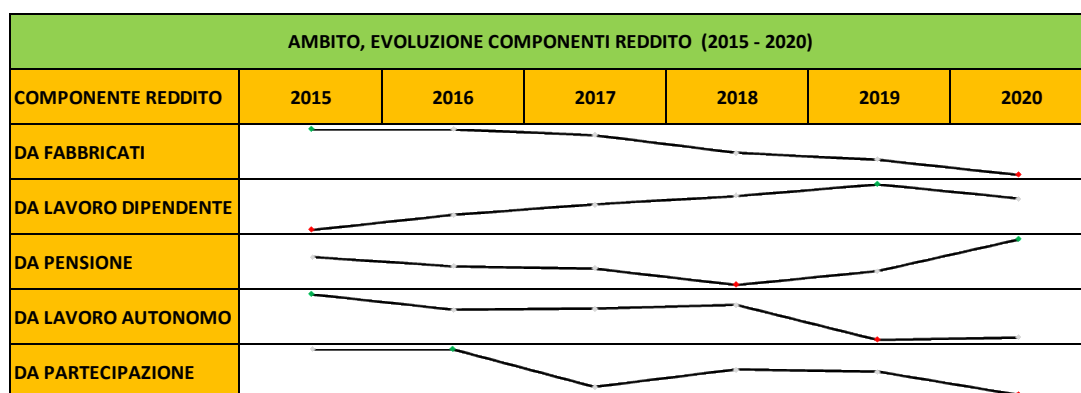 AMBITO, EVOLUZIONE COMPONENTI REDDITO (2015 - 2020)
COMPONENTE REDDITO 2015 2016 2017 2018 2019 2020
DA FABBRICATI
DA LAVORO DIPENDENTE
DA PENSIONE
DA LAVORO AUTONOMO
DA PARTECIPAZIONE